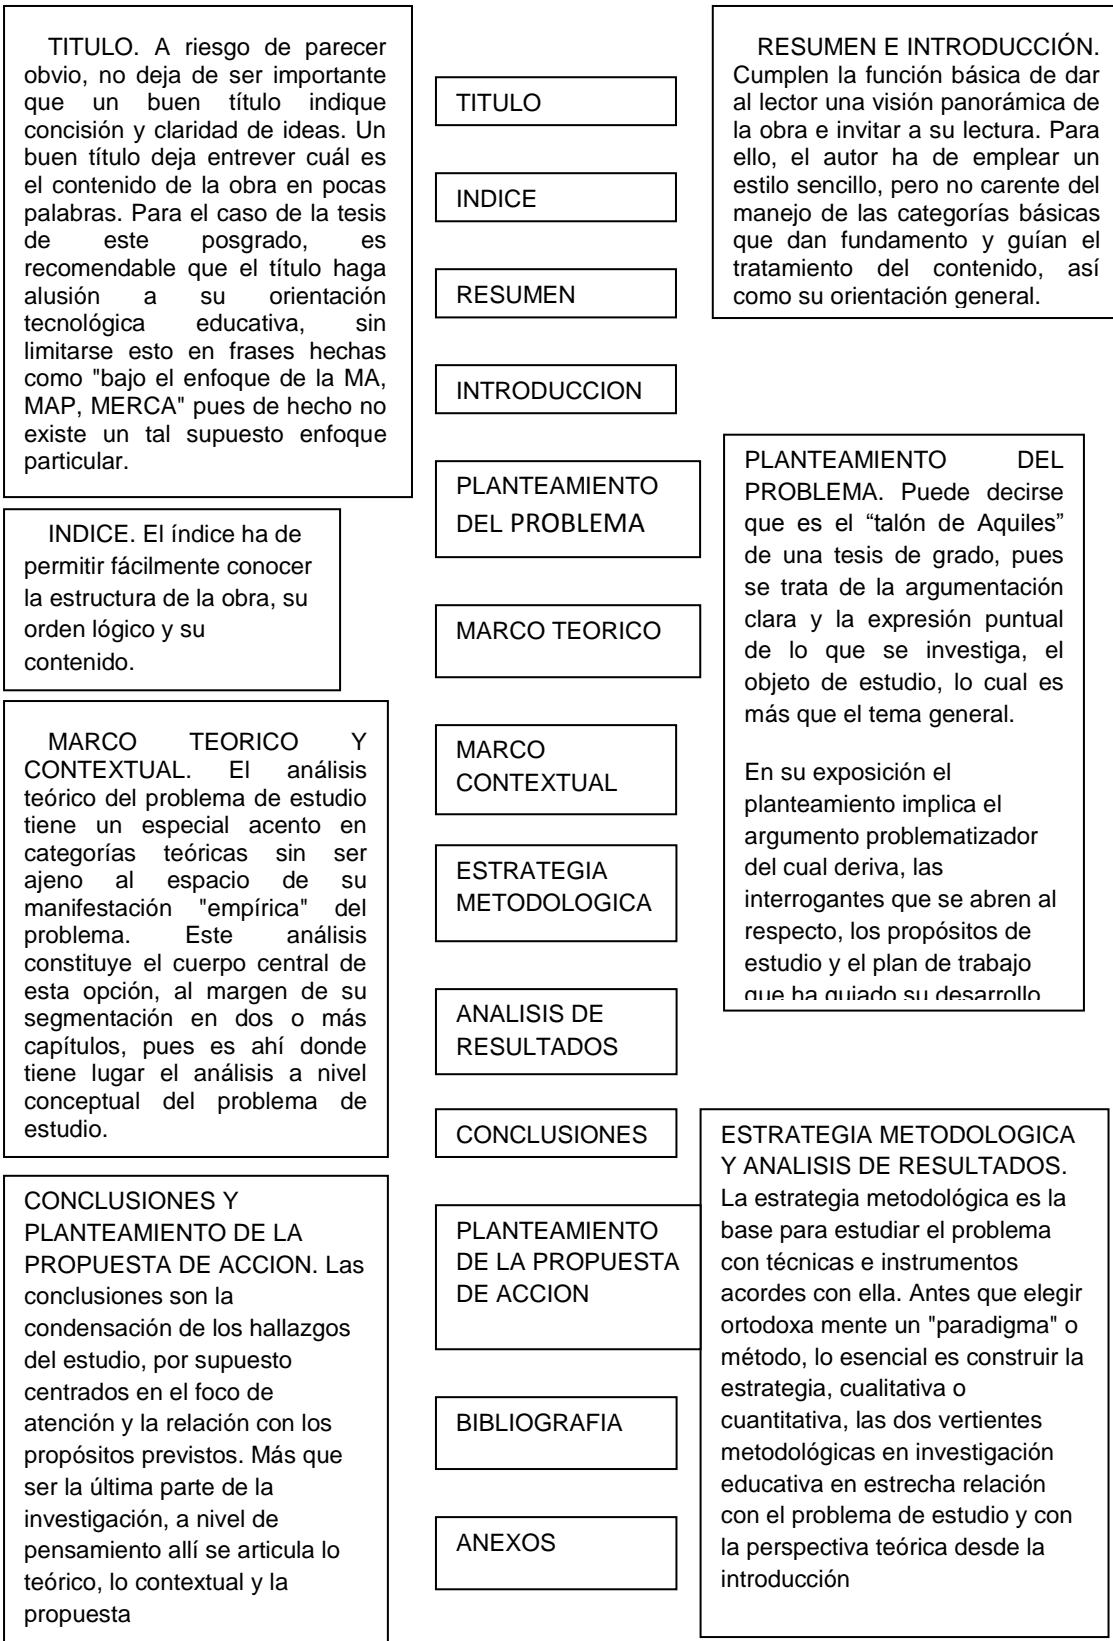 TITULO. A riesgo de parecer
obvio, no deja de ser importante
que un buen título indique
concisión y claridad de ideas. Un
buen título deja entrever cuál es
el contenido de la obra en pocas
palabras. Para el caso de la tesis
de este posgrado, es
recomendable que el título haga
alusión a su orientación
tecnológica educativa, sin
limitarse esto en frases hechas
como "bajo el enfoque de la MA,
MAP, MERCA" pues de hecho no
existe un tal supuesto enfoque
particular.
INDICE. El índice ha de
permitir fácilmente conocer
la estructura de la obra, su
orden lógico y su
contenido.
MARCO TEORICO Y
CONTEXTUAL. El análisis
teórico del problema de estudio
tiene un especial acento en
categorías teóricas sin ser
ajeno al espacio de su
manifestación "empírica" del
problema. Este análisis
constituye el cuerpo central de
esta opción, al margen de su
segmentación en dos o más
capítulos, pues es ahí donde
tiene lugar el análisis a nivel
conceptual del problema de
estudio.
CONCLUSIONES Y
PLANTEAMIENTO DE LA
PROPUESTA DE ACCION. Las
conclusiones son la
condensación de los hallazgos
del estudio, por supuesto
centrados en el foco de
atención y la relación con los
propósitos previstos. Más que
ser la última parte de la
investigación, a nivel de
pensamiento allí se articula lo
teórico, lo contextual y la
propuesta
TITULO
INDICE
RESUMEN
INTRODUCCION
PLANTEAMIENTO
DEL PROBLEMA
MARCO TEORICO
MARCO
CONTEXTUAL
ESTRATEGIA
METODOLOGICA
ANALISIS DE
RESULTADOS
CONCLUSIONES
PLANTEAMIENTO
DE LA PROPUESTA
DE ACCION
BIBLIOGRAFIA
ANEXOS
RESUMEN E INTRODUCCIÓN.
Cumplen la función básica de dar
al lector una visión panorámica de
la obra e invitar a su lectura. Para
ello, el autor ha de emplear un
estilo sencillo, pero no carente del
manejo de las categorías básicas
que dan fundamento y guían el
tratamiento del contenido, así
como su orientación general.
PLANTEAMIENTO DEL
PROBLEMA. Puede decirse
que es el “talón de Aquiles”
de una tesis de grado, pues
se trata de la argumentación
clara y la expresión puntual
de lo que se investiga, el
objeto de estudio, lo cual es
más que el tema general.
En su exposición el
planteamiento implica el
argumento problematizador
del cual deriva, las
interrogantes que se abren al
respecto, los propósitos de
estudio y el plan de trabajo
que ha guiado su desarrollo
ESTRATEGIA METODOLOGICA
Y ANALISIS DE RESULTADOS.
La estrategia metodológica es la
base para estudiar el problema
con técnicas e instrumentos
acordes con ella. Antes que elegir
ortodoxa mente un "paradigma" o
método, lo esencial es construir la
estrategia, cualitativa o
cuantitativa, las dos vertientes
metodológicas en investigación
educativa en estrecha relación
con el problema de estudio y con
la perspectiva teórica desde la
introducción